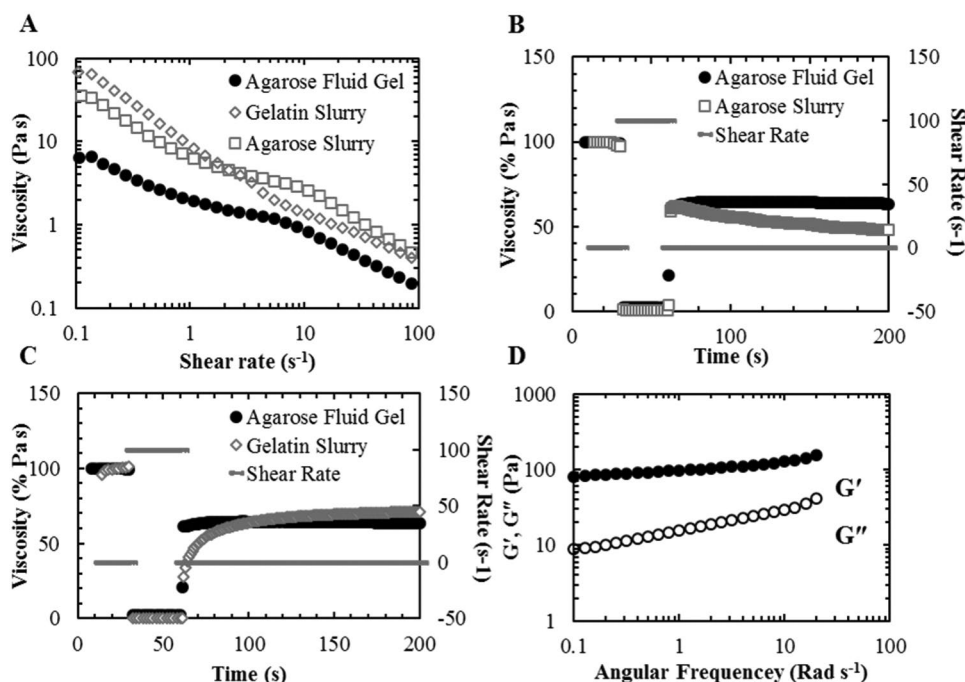 A
Viscosity (Pa s)
100
10
1
0.1
Agarose Fluid Gel
Gelatin Slurry
Agarose Slurry
0.1 1 10 100
Shear rate (s-1)
B
Viscosity (% Pa s)
150
100
50
0
Agarose Fluid Gel
Agarose Slurry
Shear Rate
150
100
50
0
-50
Shear Rate (s-1)
0 100 200
Time (s)
C
Viscosity (% Pa s)
150
100
50
0
Agarose Fluid Gel
Gelatin Slurry
Shear Rate
150
100
50
0
-50
Shear Rate (s-1)
0 50 100 150 200
Time (s)
D
G′, G″ (Pa)
1000
100
10
1
G′
G″
0.1 1 10 100
Angular Frequencey (Rad s-1)